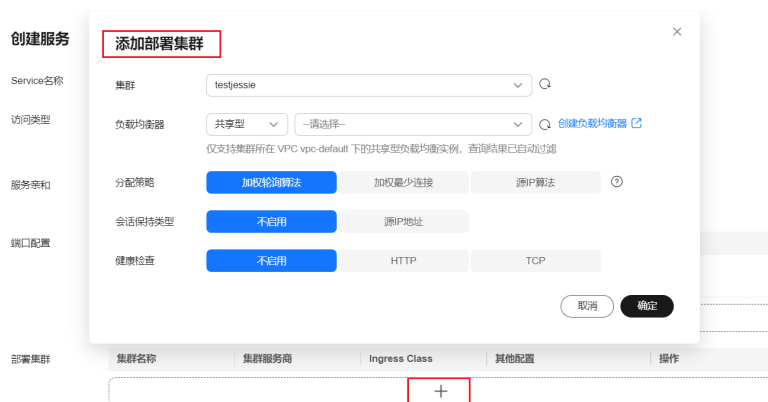 创建服务
添加部署集群
Service名称
集群
testjessie
访问类型
负载均衡器
共享型
--请选择--
创建负载均衡器
仅支持集群所在 VPC vpc-default 下的共享型负载均衡实例，查询结果已自动过滤
服务亲和
分配策略
加权轮询算法
加权最少连接
源IP算法
会话保持类型
不启用
源IP地址
端口配置
健康检查
不启用
HTTP
TCP
取消
确定
部署集群
集群名称
集群服务商
Ingress Class
其他配置
操作